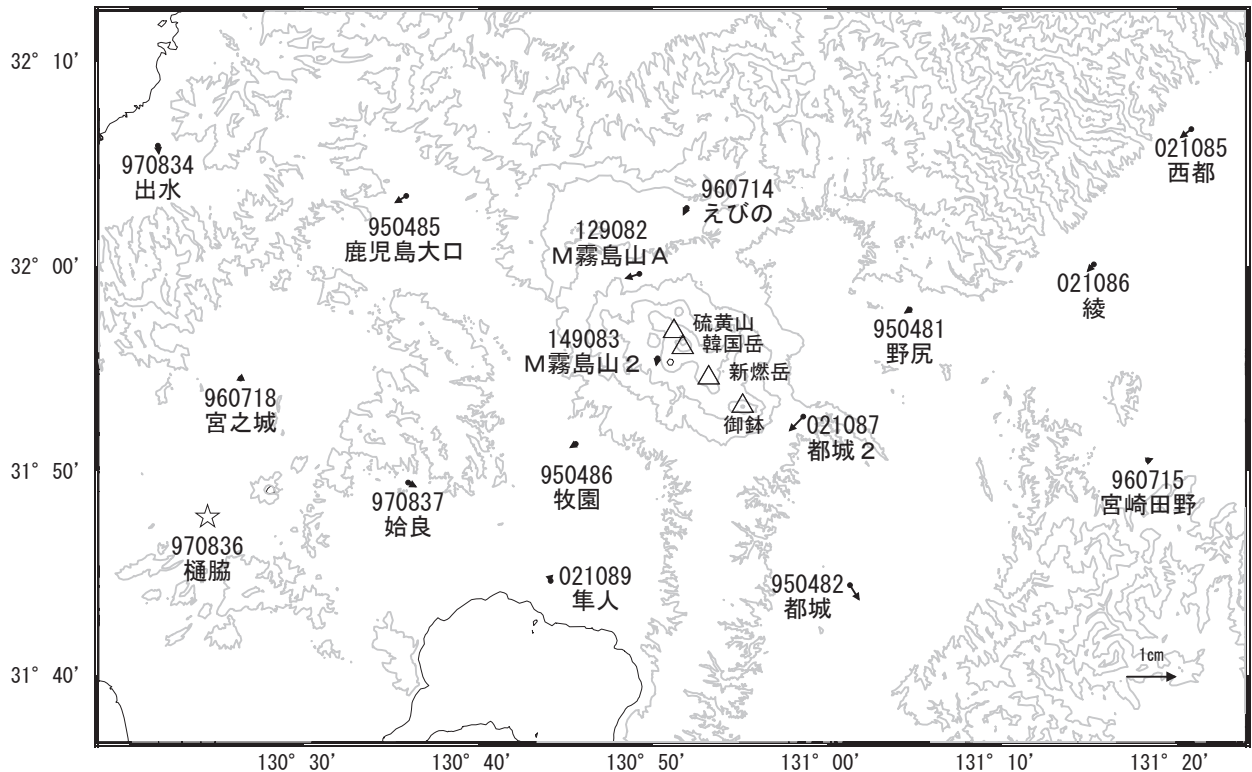 32° 10'
021085
西都
970834
出水
960714
えびの
950485
鹿児島大口
129082
M霧島山A
32° 00'
021086
綾
硫黄山
950481
野尻
149083
M霧島山2
韓国岳
新燃岳
960718
宮之城
御鉢
021087
都城2
31° 50'
950486
牧園
960715
宮崎田野
970837
姶良
970836
樋脇
021089
隼人
950482
都城
1cm
31° 40'
130° 30'
130° 40'
130° 50'
131° 00'
131° 10'
131° 20'